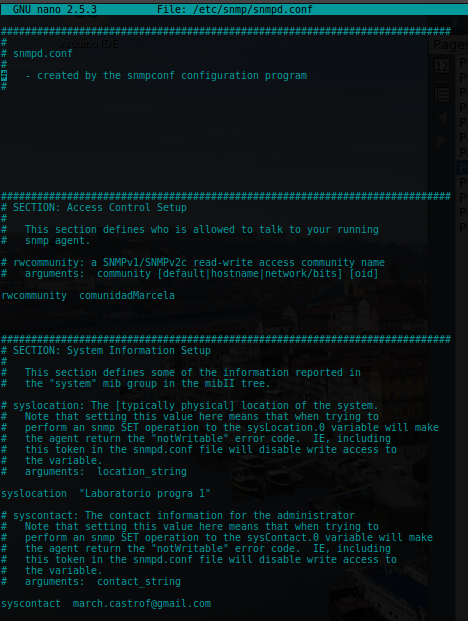 GNU nano 2.5.3 File: /etc/snmp/snmpd.conf
###########################################################################
#
# snmpd.conf
#
#   - created by the snmpconf configuration program
#
###########################################################################
# SECTION: Access Control Setup
#
#   This section defines who is allowed to talk to your running
#   snmp agent.

# rwcommunity: a SNMPv1/SNMPv2c read-write access community name
#   arguments:  community [default|hostname|network/bits] [oid]

rwcommunity  comunidadMarcela

###########################################################################
# SECTION: System Information Setup
#
#   This section defines some of the information reported in
#   the "system" mib group in the mibII tree.

# syslocation: The [typically physical] location of the system.
#   Note that setting this value here means that when trying to
#   perform an snmp SET operation to the sysLocation.0 variable will make
#   the agent return the "notWritable" error code.  IE, including
#   this token in the snmpd.conf file will disable write access to
#   the variable.
#   arguments:  location_string

syslocation  "Laboratorio progra 1"

# syscontact: The contact information for the administrator
#   Note that setting this value here means that when trying to
#   perform an snmp SET operation to the sysContact.0 variable will make
#   the agent return the "notWritable" error code.  IE, including
#   this token in the snmpd.conf file will disable write access to
#   the variable.
#   arguments:  contact_string

syscontact  march.castrof@gmail.com
Arduino IDE
Page
12